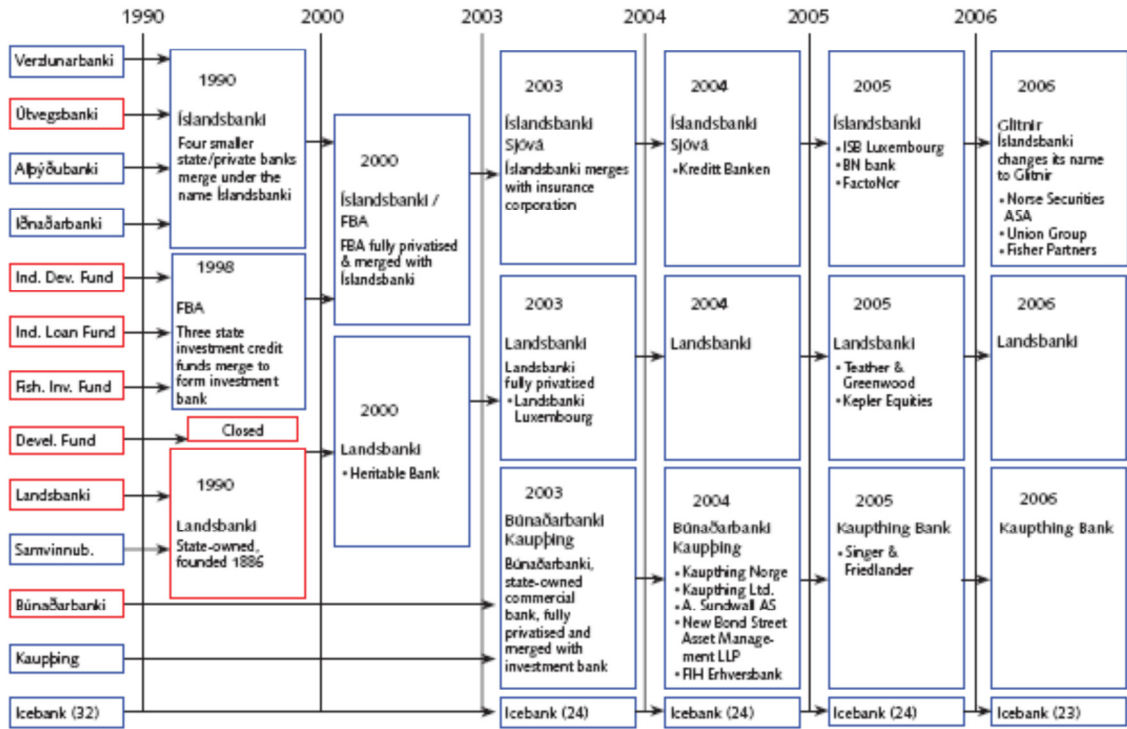 1990
2000
2003
2004
2005
2006
Verzlunarbanki
Útvegsbanki
Alþýðubanki
Iðnaðarbanki
Ind. Dev. Fund
Ind. Loan Fund
Fish. Inv. Fund
Devel. Fund
Landsbanki
Samvinnub.
Búnaðarbanki
Kaupþing
Icebank (32)
1990
Íslandsbanki
Four smaller
state/private banks
merge under the
name Íslandsbanki
1998
FBA
Three state
investment credit
funds merge to
form investment
bank
Closed
1990
Landsbanki
State-owned,
founded 1886
2000
Íslandsbanki /
FBA
FBA fully privatised
& merged with
Íslandsbanki
2000
Landsbanki
• Heritable Bank
2003
Íslandsbanki
Sjóvá
Íslandsbanki merges
with insurance
corporation
2003
Landsbanki
Landsbanki
fully privatised
• Landsbanki
Luxembourg
2003
Búnaðarbanki
Kaupþing
Búnaðarbanki,
state-owned
commercial
bank, fully
privatised and
merged with
investment bank
Icebank (24)
2004
Íslandsbanki
Sjóvá
• Kreditt Banken
2004
Landsbanki
2004
Búnaðarbanki
Kaupþing
• Kaupthing Norge
• Kaupthing Ltd.
• A. Sundwall AS
• New Bond Street
Asset Manage-
ment LLP
• FIH Erhversbank
Icebank (24)
2005
Íslandsbanki
• ISB Luxembourg
• BN bank
• FactoNor
2005
Landsbanki
• Teather &
Greenwood
• Kepler Equities
2005
Kaupthing Bank
• Singer &
Friedlander
Icebank (24)
2006
Glitnir
Íslandsbanki
changes its name
to Glitnir
• Norse Securities
ASA
• Union Group
• Fisher Partners
2006
Landsbanki
2006
Kaupthing Bank
Icebank (23)